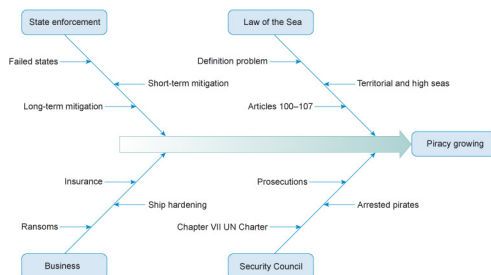 State enforcement
Law of the Sea
Failed states
Definition problem
Short-term mitigation
Territorial and high seas
Long-term mitigation
Articles 100–107
Piracy growing
Insurance
Prosecutions
Ship hardening
Arrested pirates
Ransoms
Chapter VII UN Charter
Business
Security Council